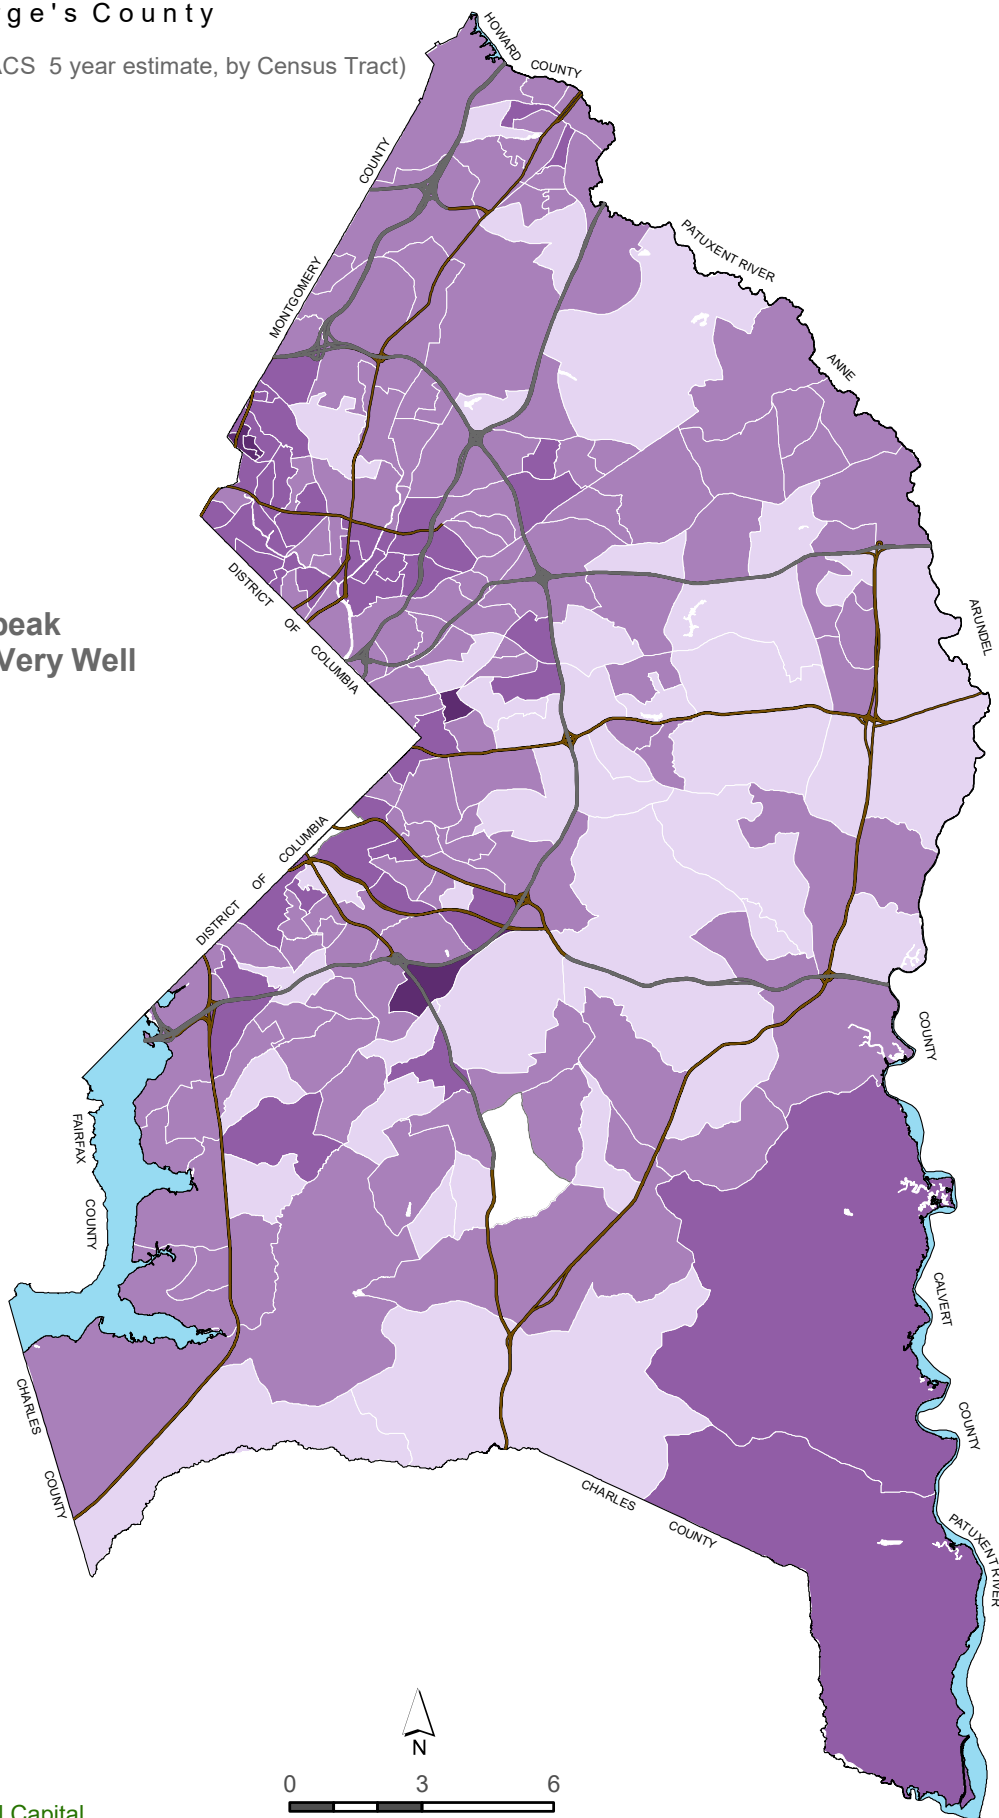 rge's County
ACS 5 year estimate, by Census Tract)
HOWARD
COUNTY
COUNTY
MONTGOMERY
PATUXENT RIVER
ANNE
ARUNDEL
DISTRICT
OF
COLUMBIA
peak
Very Well
COLUMBIA
OF
DISTRICT
COUNTY
FAIRFAX
COUNTY
CALVERT
COUNTY
CHARLES
COUNTY
CHARLES
COUNTY
PATUXENT RIVER
N
0 3 6
l Capital